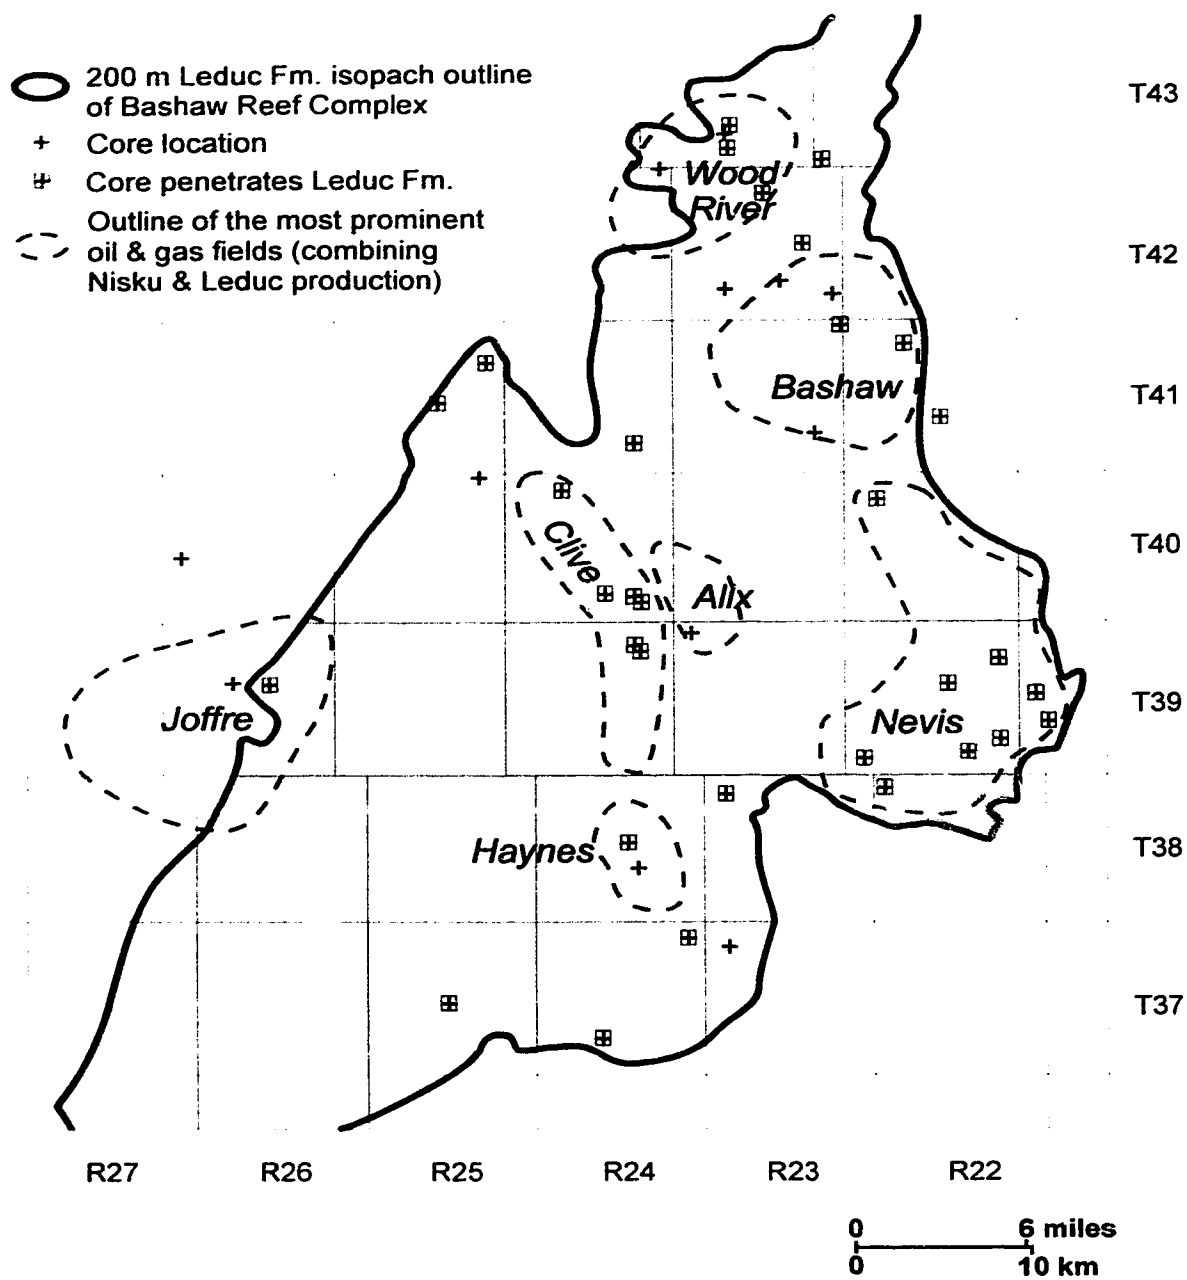 200 m Leduc Fm. isopach outline
of Bashaw Reef Complex
Core location
Core penetrates Leduc Fm.
Outline of the most prominent
oil & gas fields (combining
Nisku & Leduc production)
T43
Wood
River
T42
Bashaw
T41
Clive
T40
Alix
Joffre
Nevis
T39
Haynes
T38
T37
R27 R26 R25 R24 R23 R22
0 6 miles
0 10 km